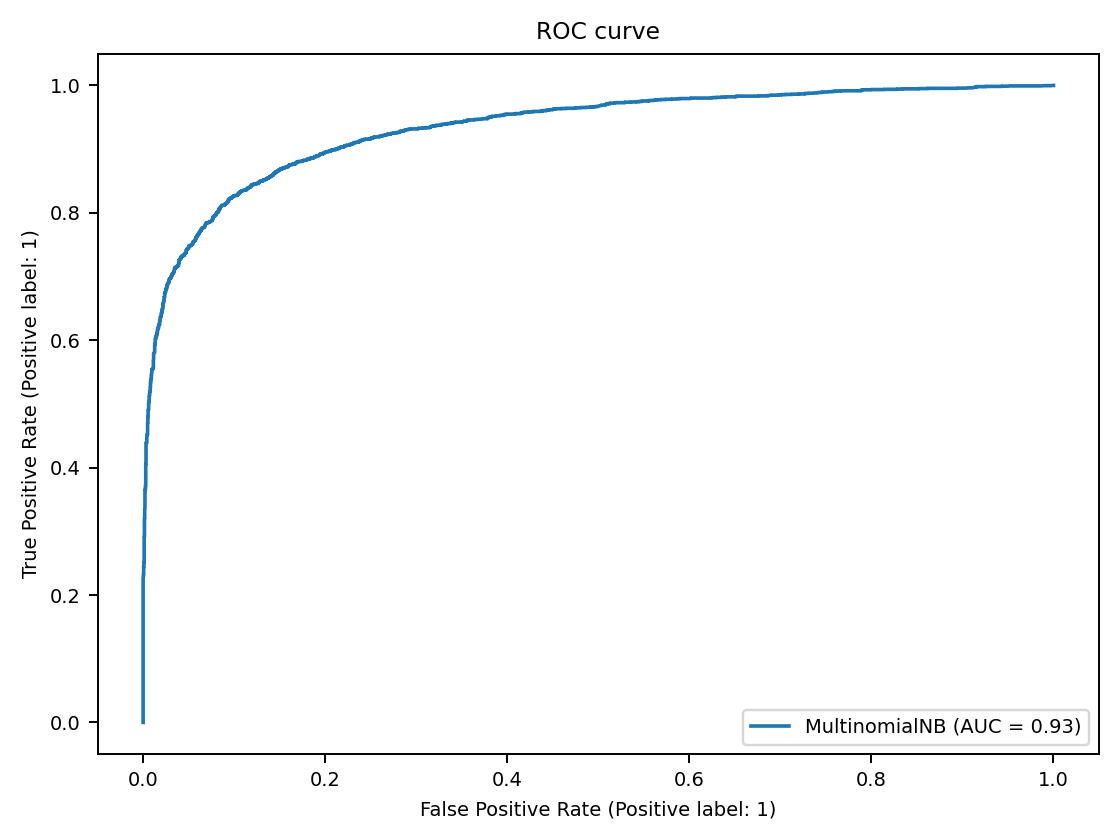 ROC curve
True Positive Rate (Positive label: 1)
1.0
0.8
0.6
0.4
0.2
0.0
MultinomialNB (AUC = 0.93)
0.0 0.2 0.4 0.6 0.8 1.0
False Positive Rate (Positive label: 1)